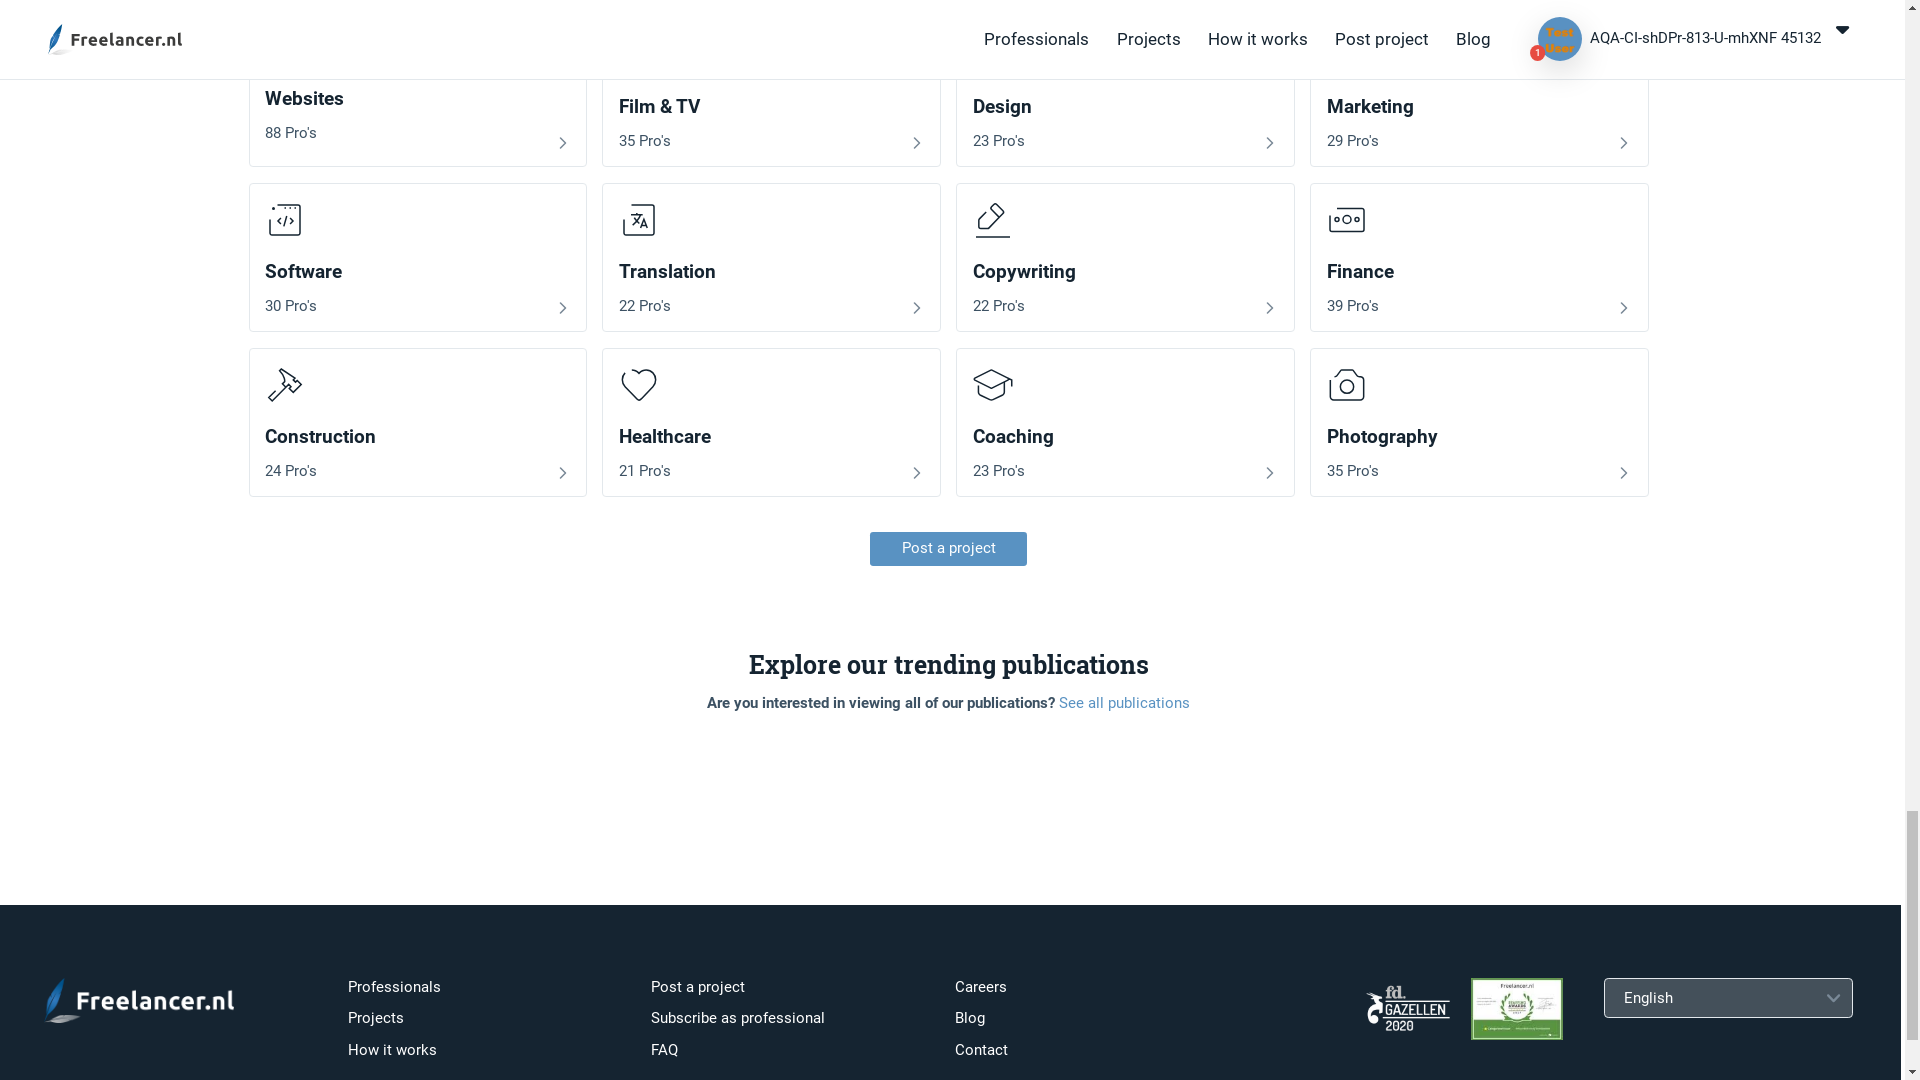 Freelancer.nl
Professionals
Projects
How it works
Post project
Blog
Test
User
1
AQA-CI-shDPr-813-U-mhXNF 45132
Websites
88 Pro's
Film & TV
35 Pro's
Design
23 Pro's
Marketing
29 Pro's
Software
30 Pro's
Translation
22 Pro's
Copywriting
22 Pro's
Finance
39 Pro's
Construction
24 Pro's
Healthcare
21 Pro's
Coaching
23 Pro's
Photography
35 Pro's
Post a project
Explore our trending publications
Are you interested in viewing all of our publications? See all publications
Freelancer.nl
Professionals
Projects
How it works
Post a project
Subscribe as professional
FAQ
Careers
Blog
Contact
fd.
GAZELLEN
2020
Freelancer.nl
English